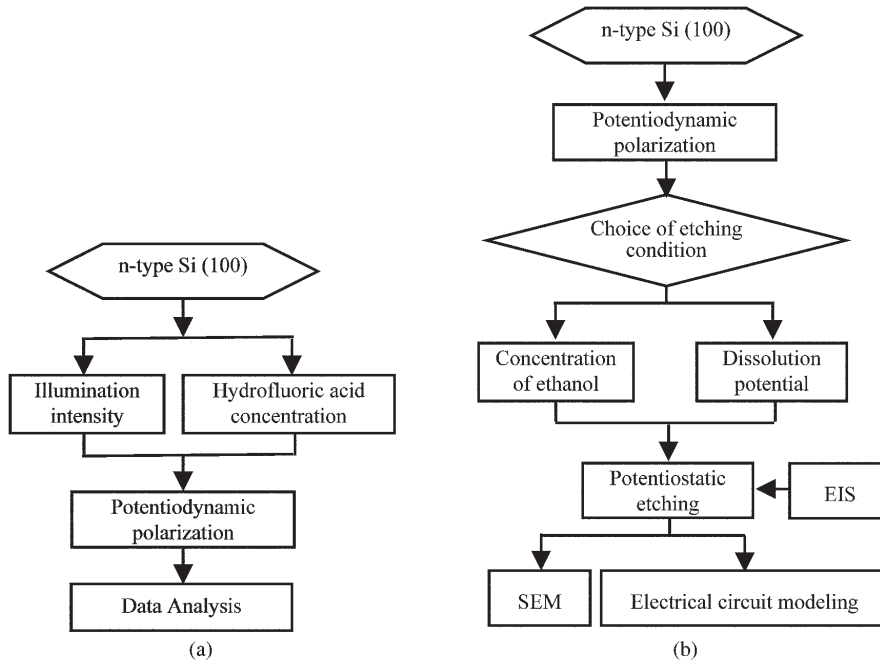 n-type Si (100)
Illumination
intensity
Hydrofluoric acid
concentration
Potentiodynamic
polarization
Data Analysis
(a)
n-type Si (100)
Potentiodynamic
polarization
Choice of etching
condition
Concentration
of ethanol
Dissolution
potential
Potentiostatic
etching
EIS
SEM
Electrical circuit modeling
(b)